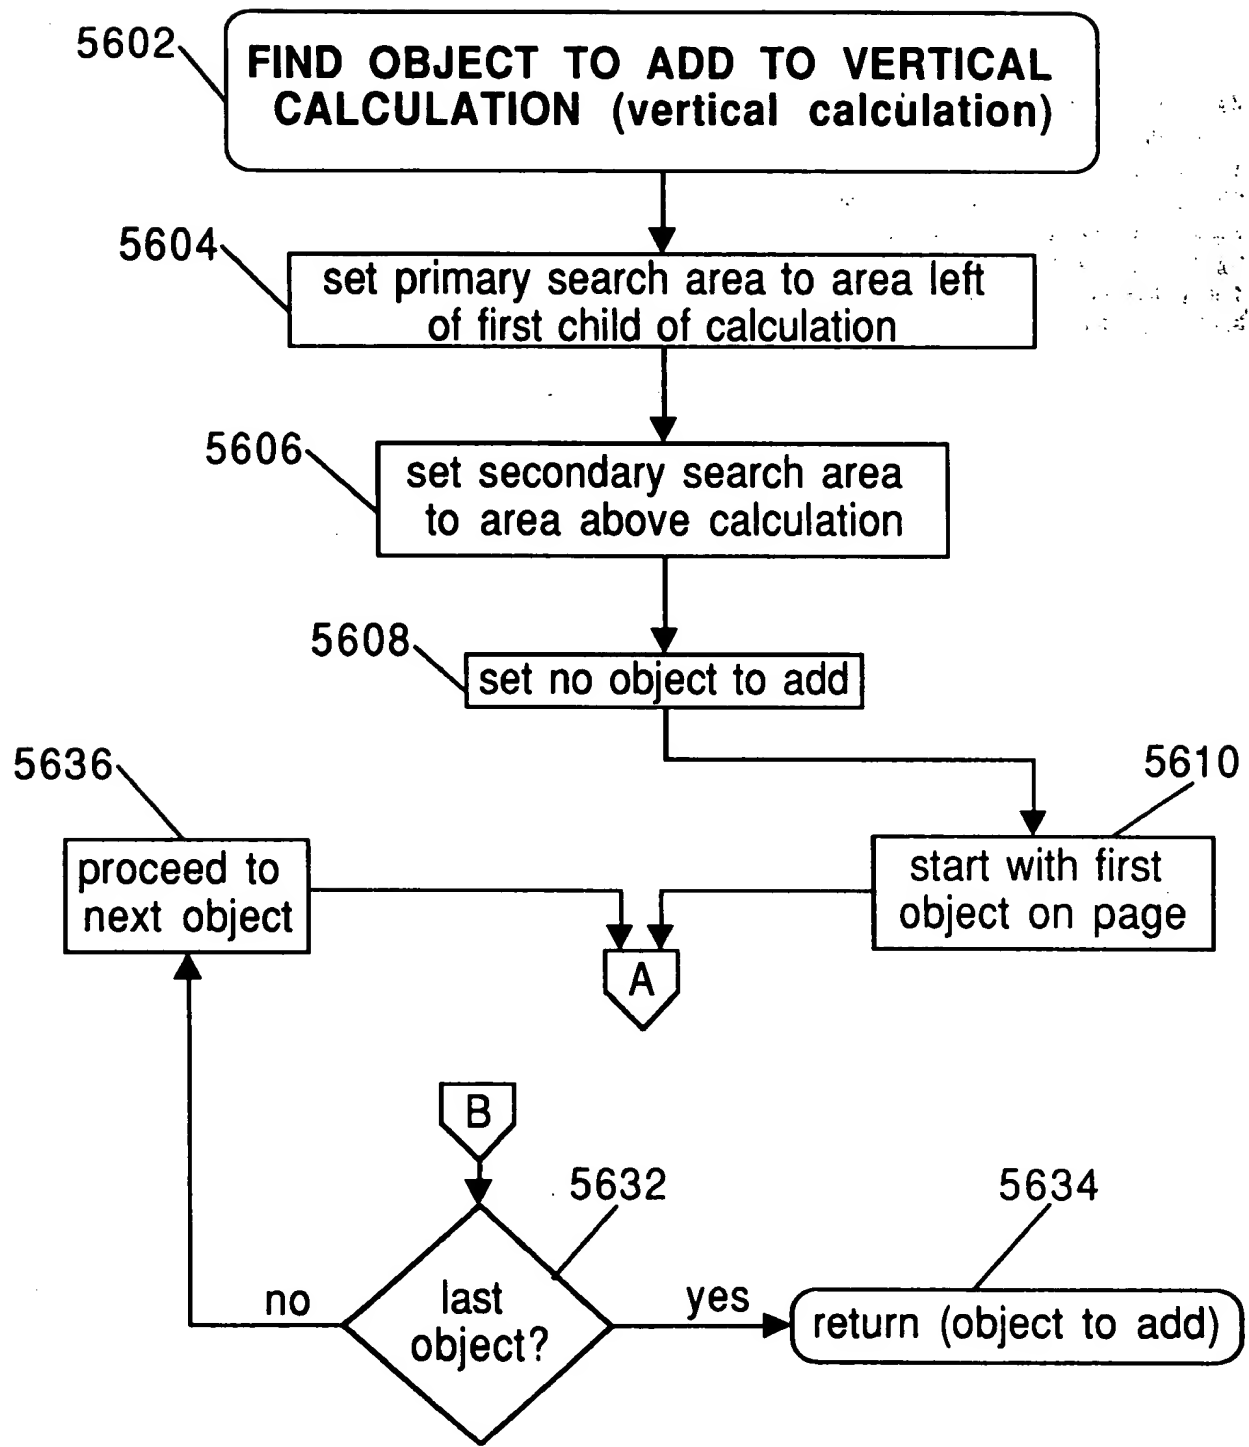 5602
FIND OBJECT TO ADD TO VERTICAL
CALCULATION (vertical calculation)
5604
set primary search area to area left
of first child of calculation
5606
set secondary search area
to area above calculation
5608
set no object to add
5636
5610
proceed to
next object
start with first
object on page
A
B
5632
5634
no
last
object?
yes
return (object to add)